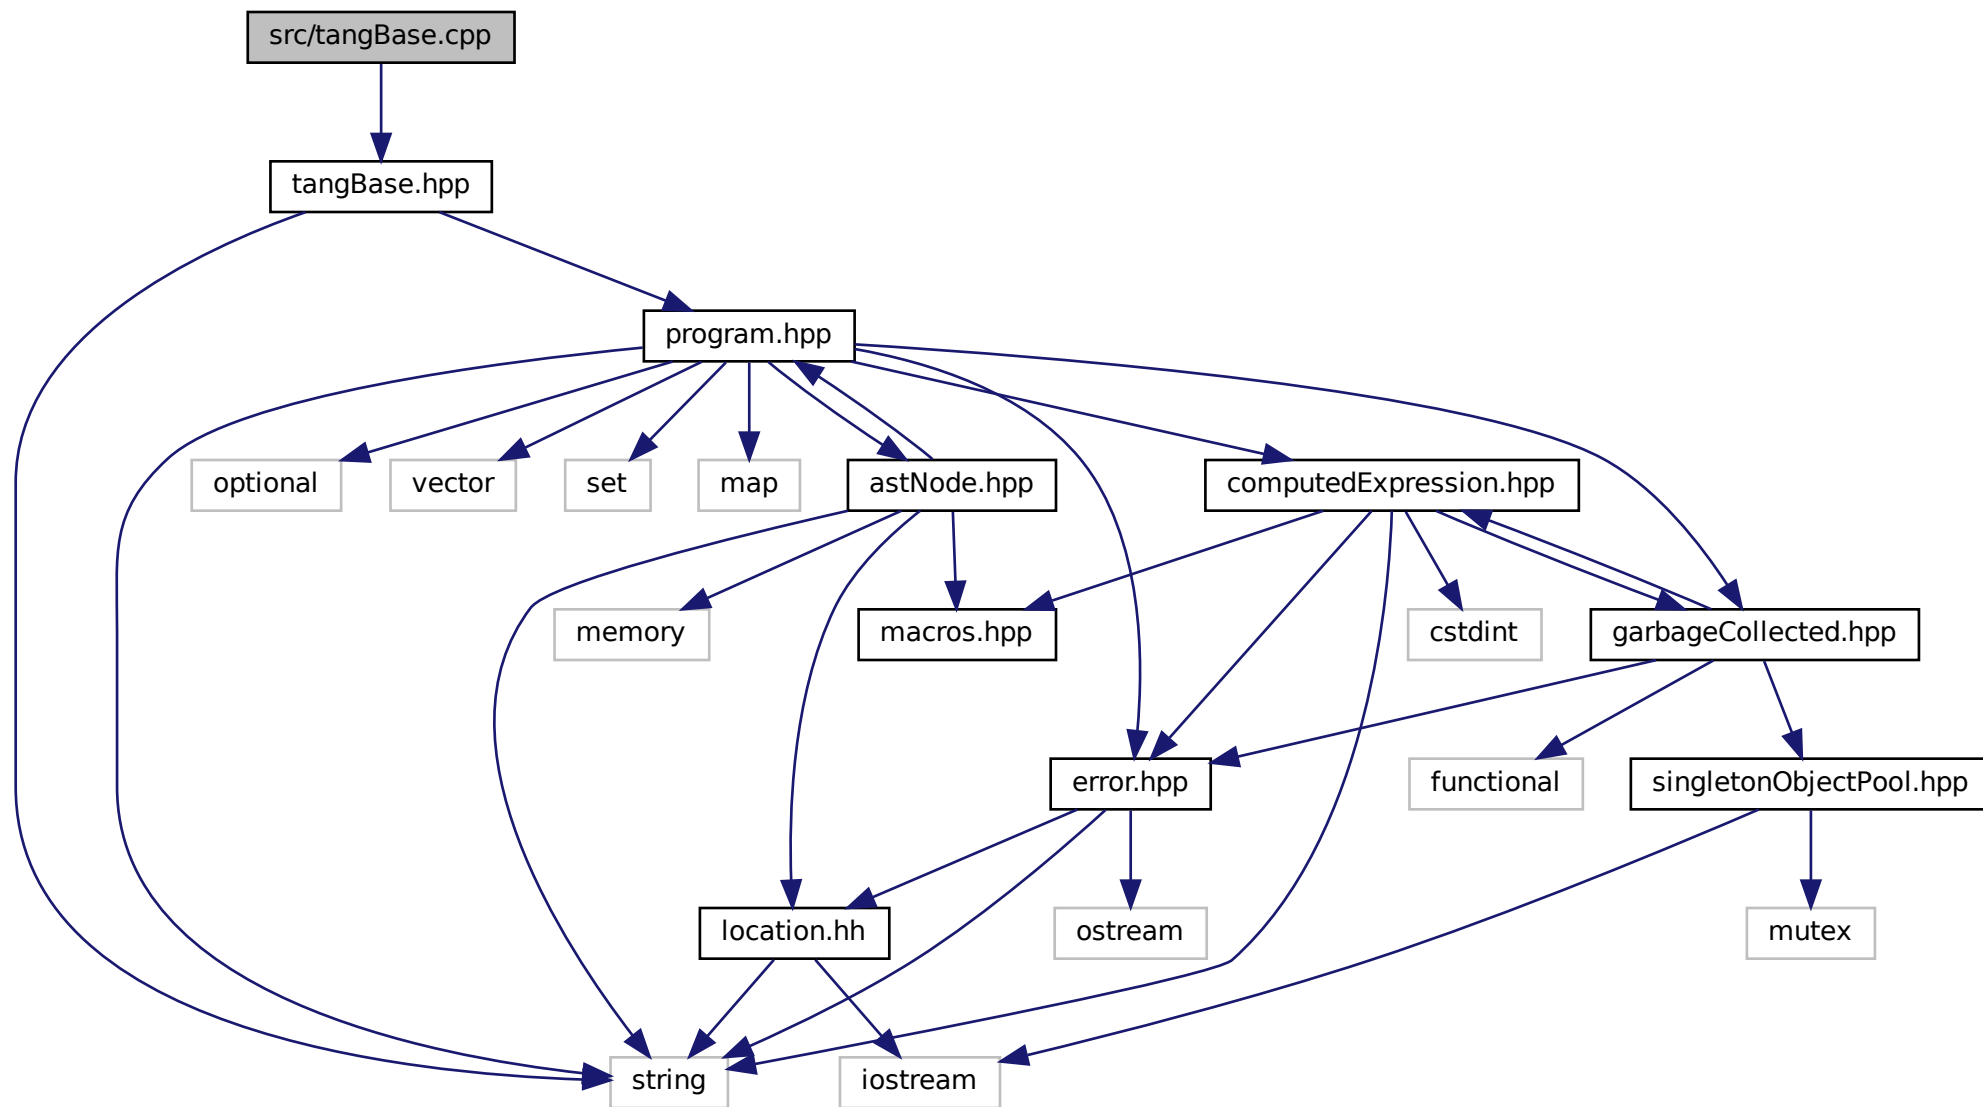 src/tangBase.cpp
tangBase.hpp
program.hpp
optional
vector
set
map
astNode.hpp
computedExpression.hpp
memory
macros.hpp
cstdint
garbageCollected.hpp
error.hpp
functional
singletonObjectPool.hpp
location.hh
ostream
mutex
string
iostream